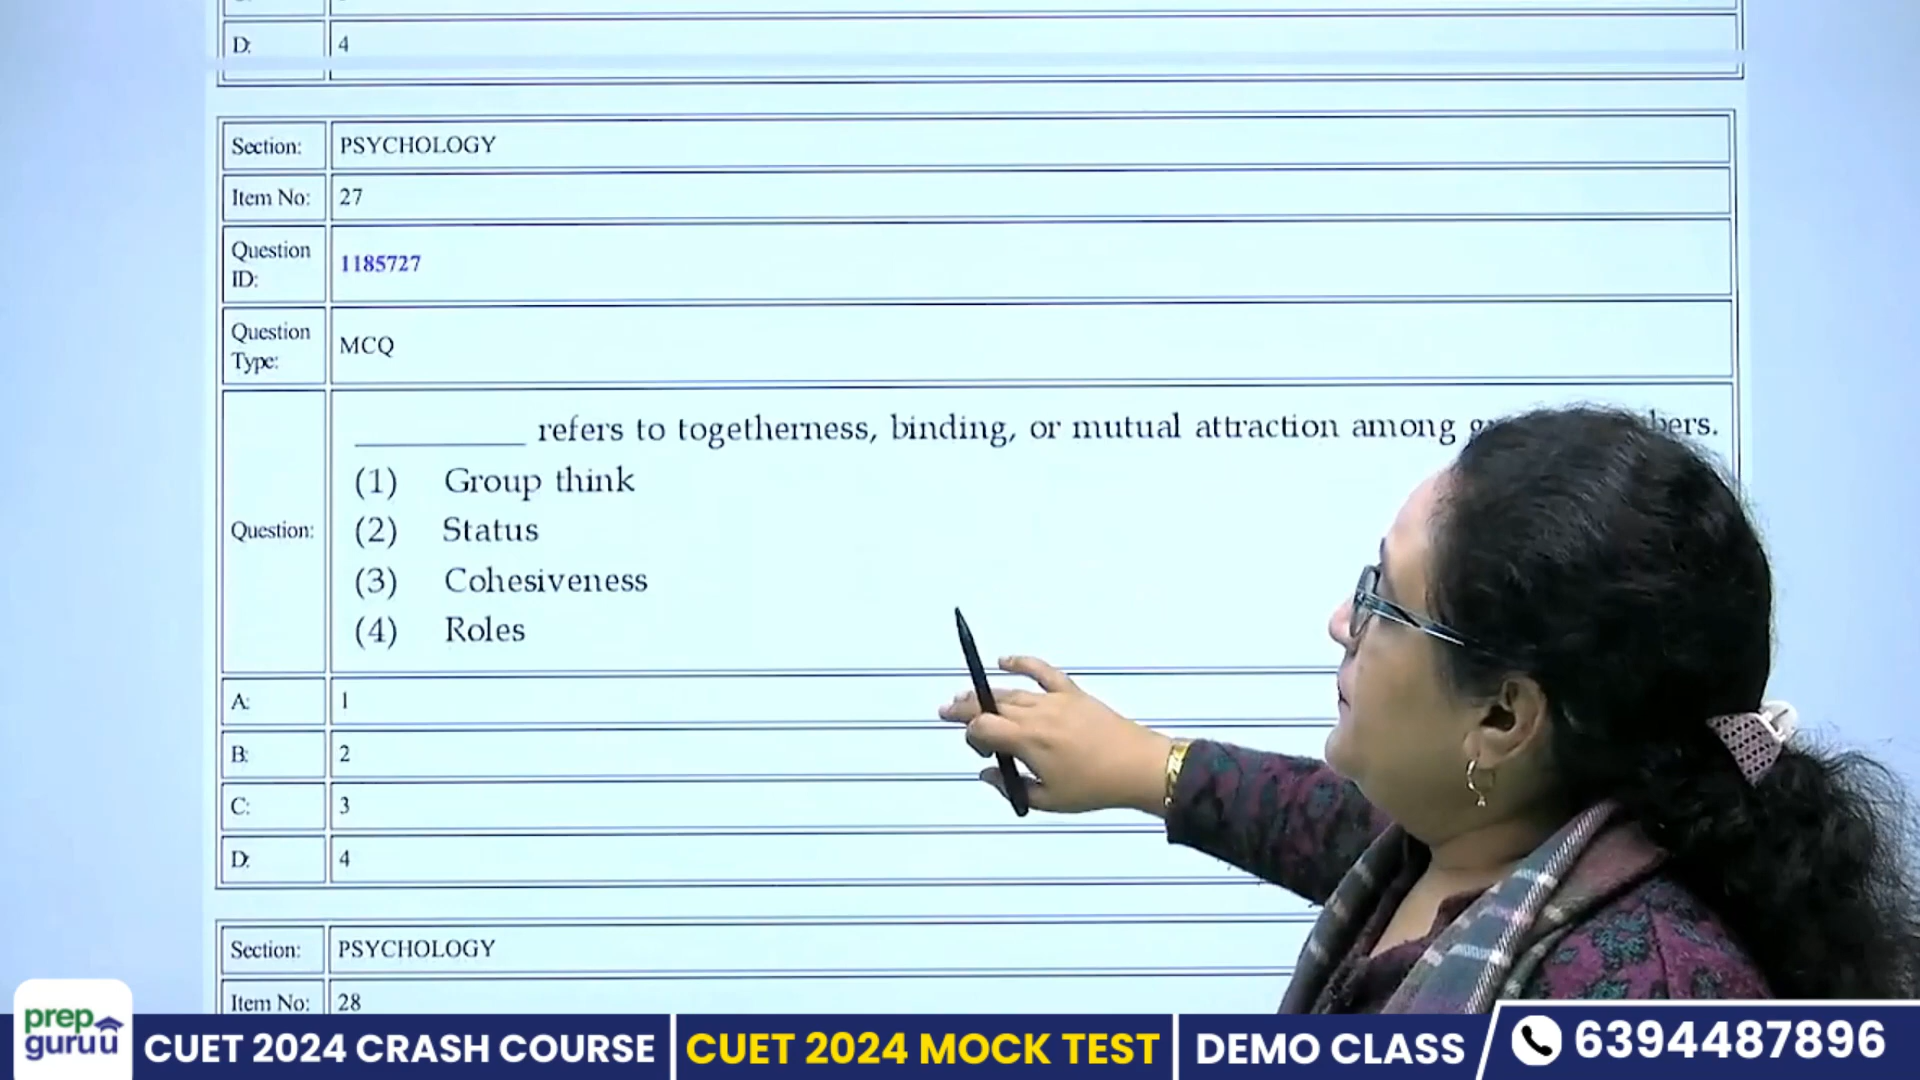 D: 4
Section: PSYCHOLOGY
Item No: 27
Question ID: 1185727
Question Type: MCQ
Question: __________ refers to togetherness, binding, or mutual attraction among
(1) Group think
(2) Status
(3) Cohesiveness
(4) Roles
A: 1
B: 2
C: 3
D: 4
Section: PSYCHOLOGY
Item No: 28
prep guruu
CUET 2024 CRASH COURSE
CUET 2024 MOCK TEST
DEMO CLASS
6394487896